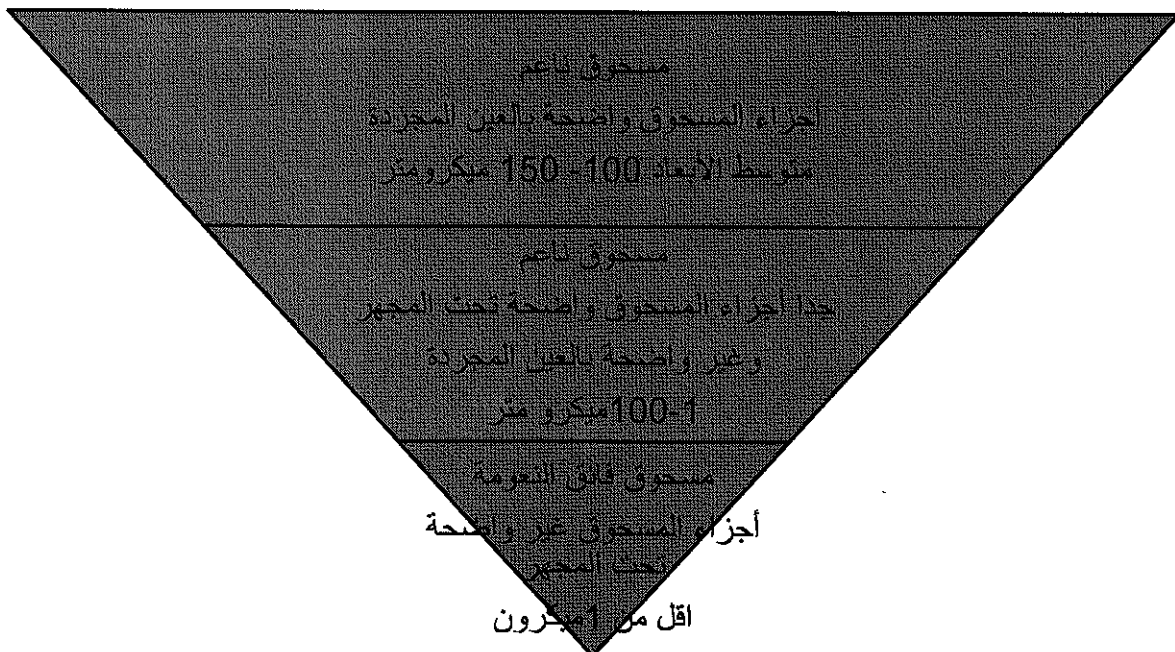 مسحوق ناعم
أجزاء المسحوق واضحة بالعين المجردة
متوسط الأبعاد 100- 150 ميكرومتر
مسحوق ناعم
جدا أجزاء المسحوق واضحة تحت المجهر
وغير واضحة بالعين المجردة
1-100ميكرو متر
مسحوق فائق النعومة
أجزاء المسحوق غير واضحة
تحت المجهر
اقل من 1ميكرون